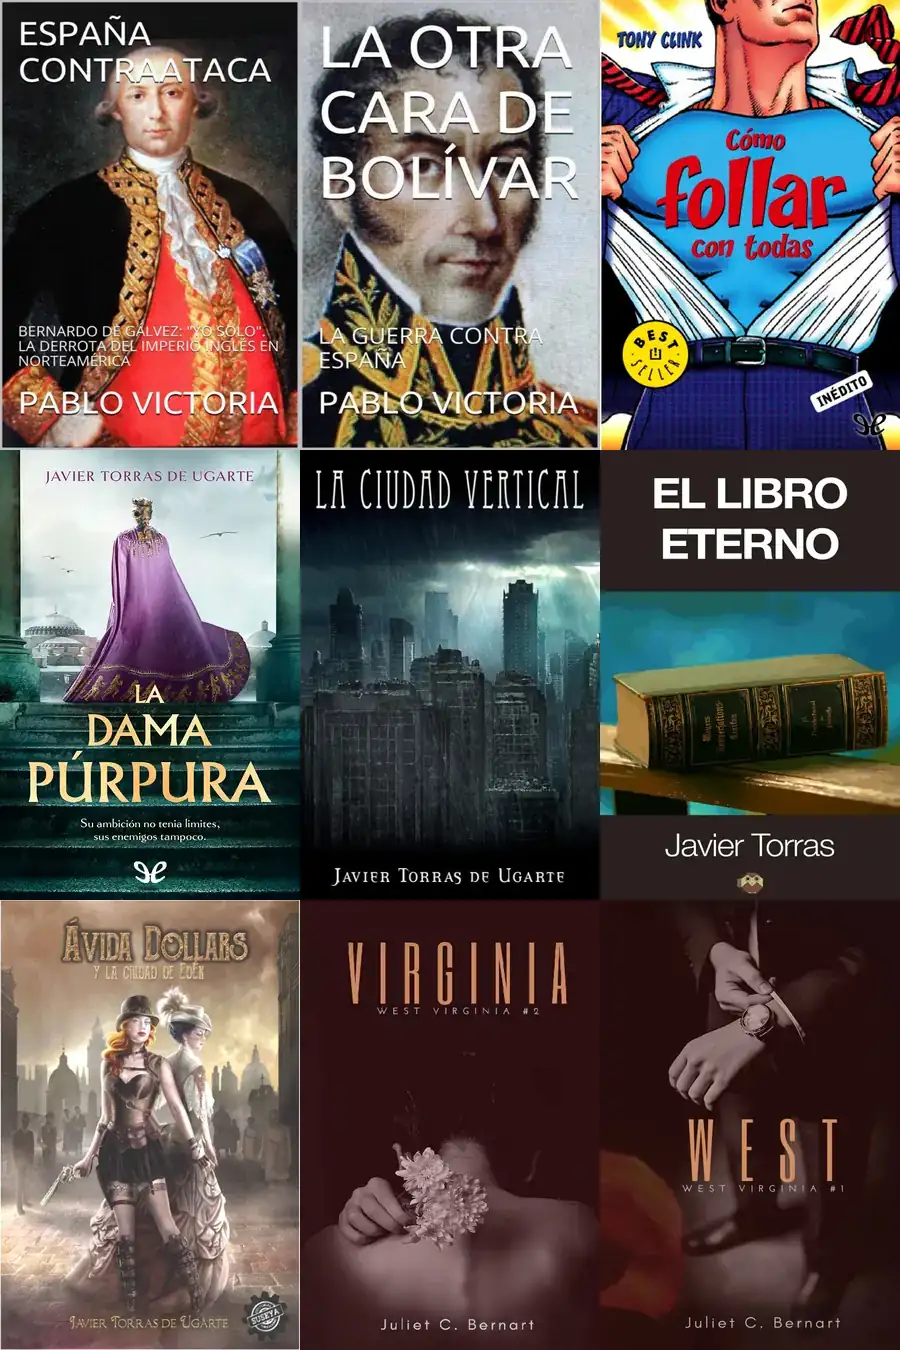 ESPAÑA
CONTRAATACA
BERNARDO DE GÁLVEZ: "YO SOLO".
LA DERROTA DEL IMPERIO INGLÉS EN
NORTEAMÉRICA
PABLO VICTORIA
LA OTRA
CARA DE
BOLÍVAR
LA GUERRA CONTRA
ESPAÑA
PABLO VICTORIA
TONY CLINK
Cómo
follar
con todas
BEST
SELLER
INÉDITO
JAVIER TORRAS DE UGARTE
LA
DAMA
PÚRPURA
Su ambición no tenía límites,
sus enemigos tampoco.
LA CIUDAD VERTICAL
JAVIER TORRAS DE UGARTE
EL LIBRO
ETERNO
Javier Torras
ÁVIDA DOLLARS
Y LA CIUDAD DE EDÉN
JAVIER TORRAS DE UGARTE
SUSEYA
VIRGINIA
WEST VIRGINIA #2
Juliet C. Bernart
WEST
WEST VIRGINIA #1
Juliet C. Bernart